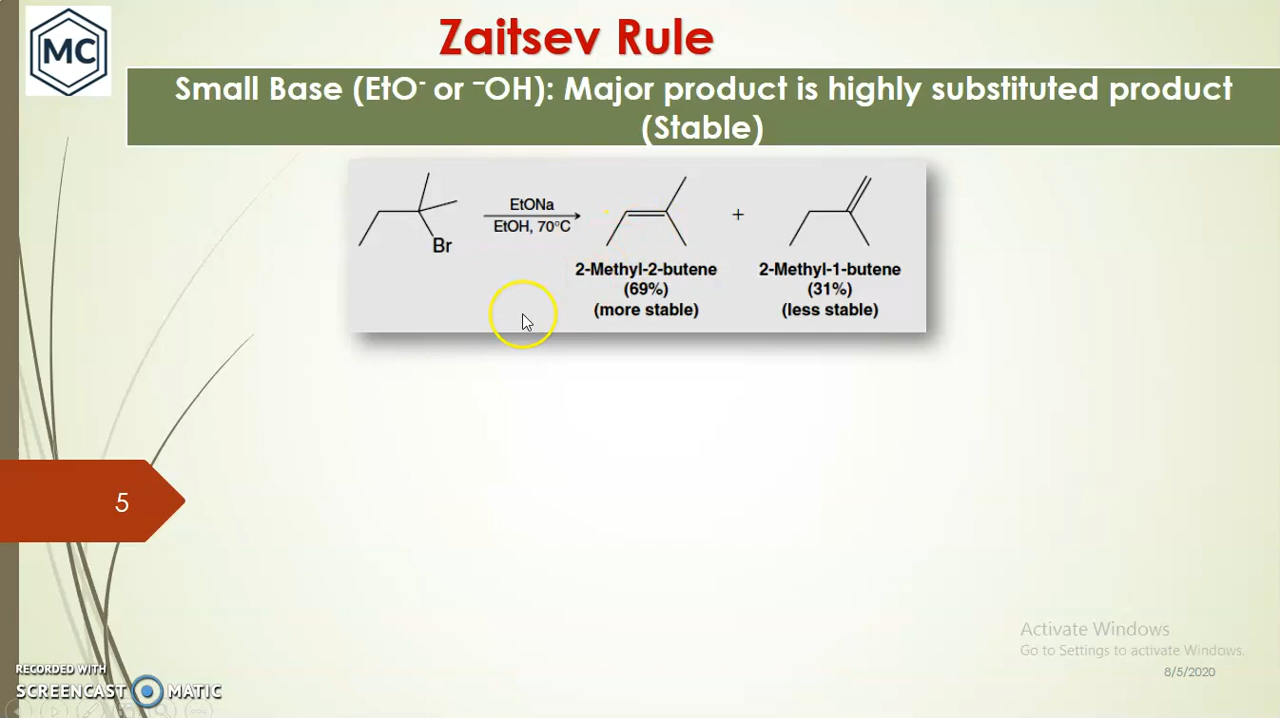 MC
Zaitsev Rule
Small Base (EtO⁻ or ⁻OH): Major product is highly substituted product
(Stable)
EtONa
EtOH, 70°C
Br
+
2-Methyl-2-butene
(69%)
(more stable)
2-Methyl-1-butene
(31%)
(less stable)
5
Activate Windows
Go to Settings to activate Windows.
8/5/2020
RECORDED WITH
SCREENCAST MATIC